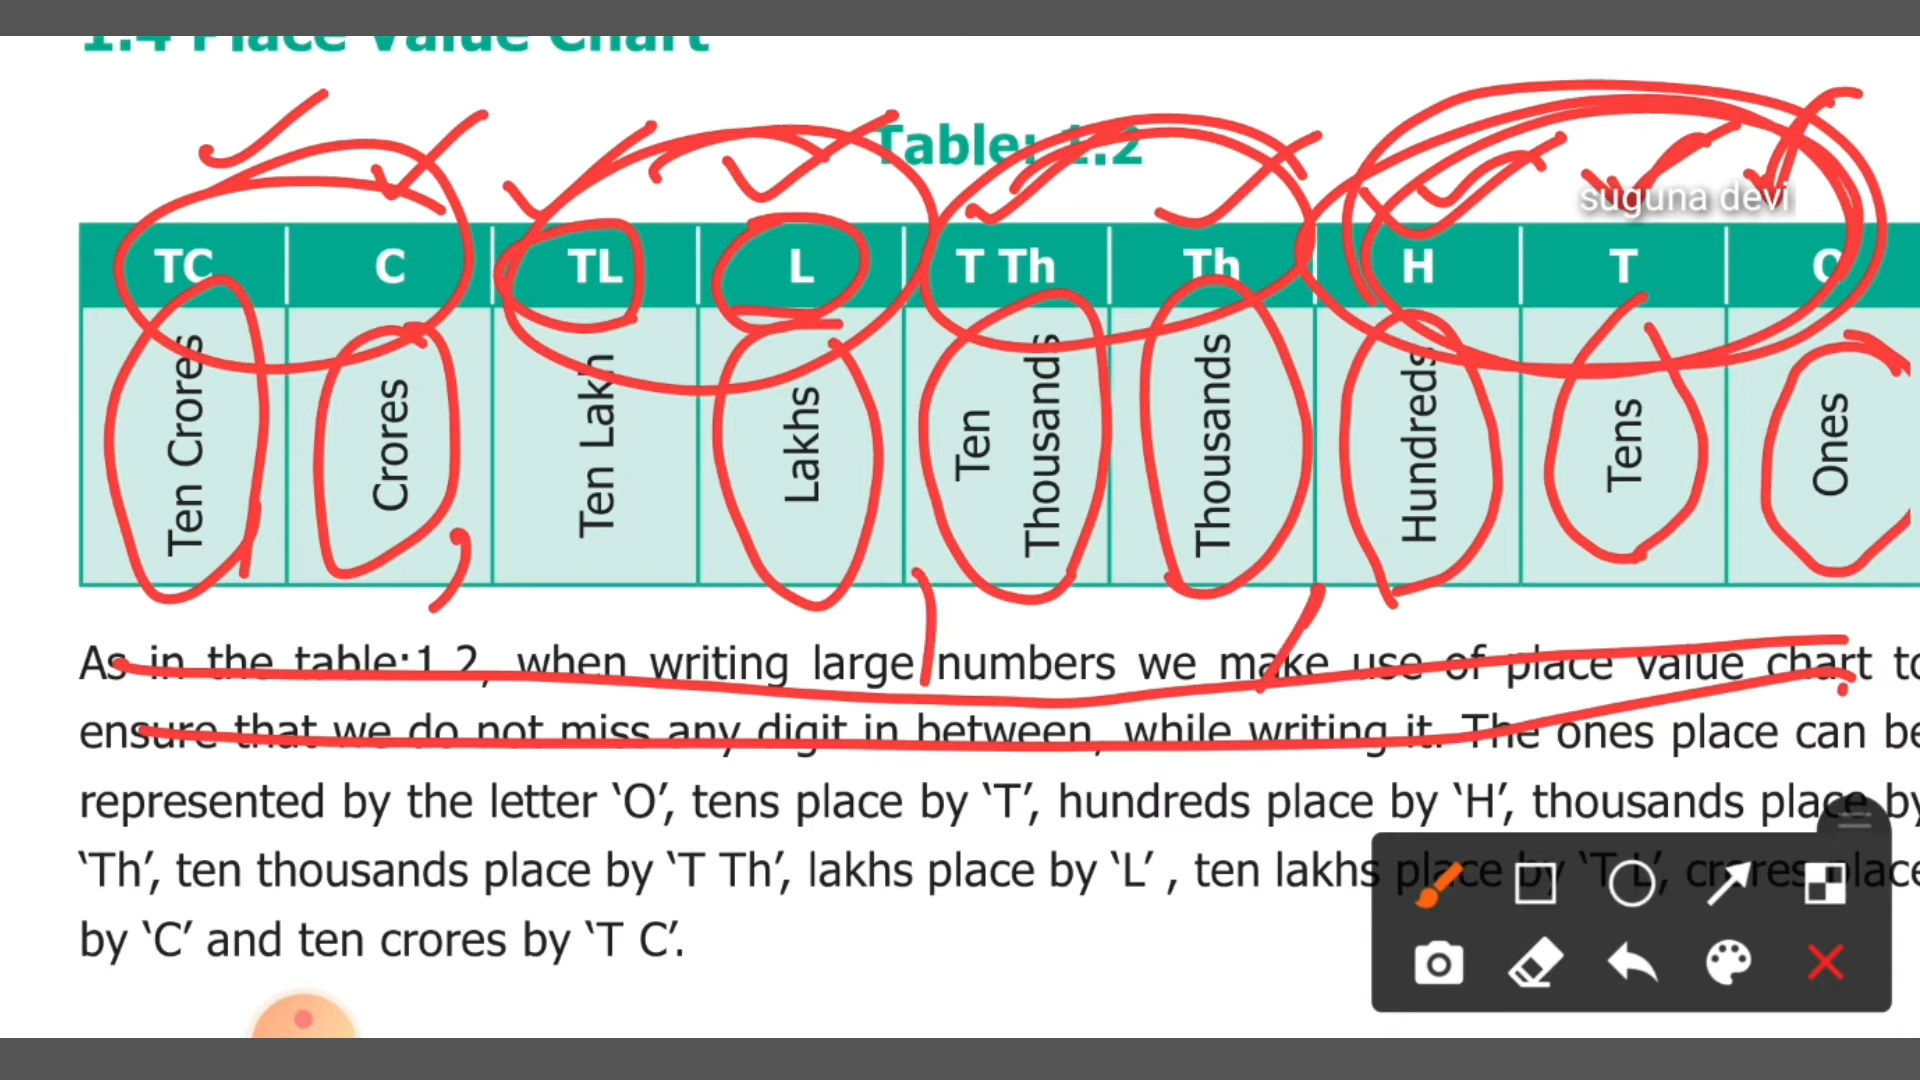 1.4 Place Value Chart
Table: 1.2
suguna devi
TC C TL L T Th Th H T O
Ten Crores Crores Ten Lakh Lakhs Ten Thousands Thousands Hundreds Tens Ones
As in the table:1.2, when writing large numbers we make use of place value chart to
ensure that we do not miss any digit in between, while writing it. The ones place can be
represented by the letter ‘O’, tens place by ‘T’, hundreds place by ‘H’, thousands place by
‘Th’, ten thousands place by ‘T Th’, lakhs place by ‘L’ , ten lakhs place by ‘T L’, crores place
by ‘C’ and ten crores by ‘T C’.